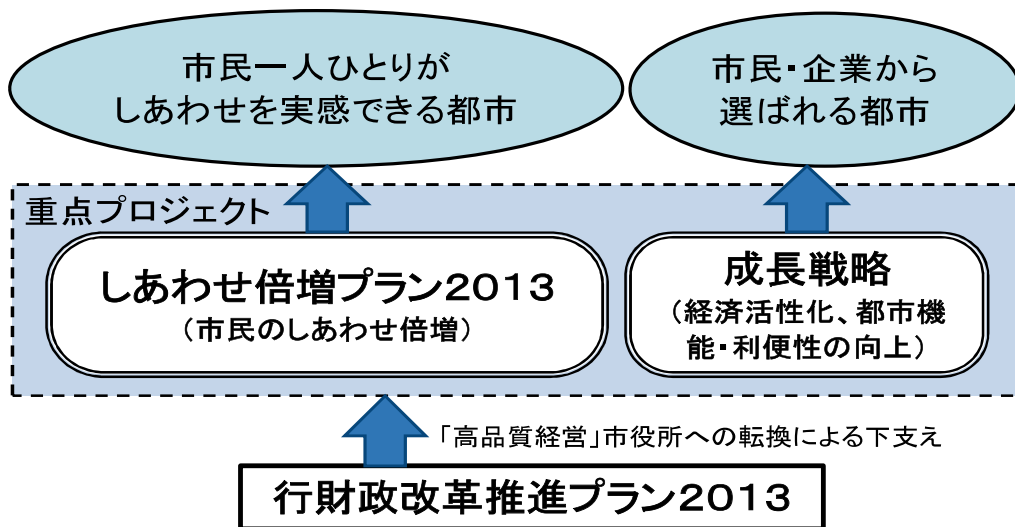 市民一人ひとりが
しあわせを実感できる都市
市民・企業から
選ばれる都市
重点プロジェクト
しあわせ倍増プラン2013
（市民のしあわせ倍増）
成長戦略
（経済活性化、都市機
能・利便性の向上）
「高品質経営」市役所への転換による下支え
行財政改革推進プラン2013